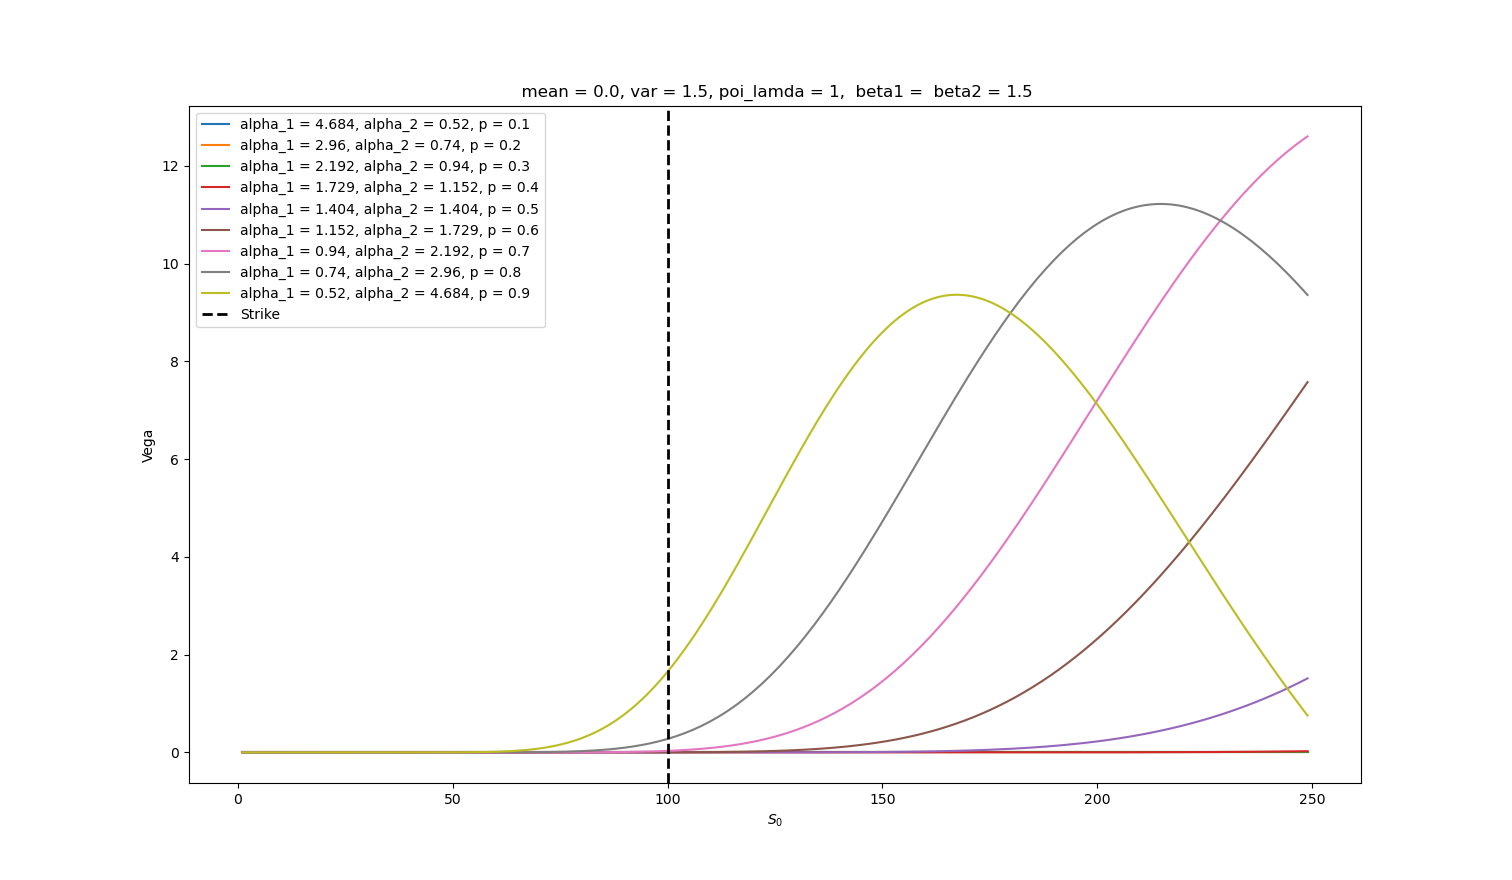 mean = 0.0, var = 1.5, poi_lamda = 1,  beta1 =  beta2 = 1.5
alpha_1 = 4.684, alpha_2 = 0.52, p = 0.1
alpha_1 = 2.96, alpha_2 = 0.74, p = 0.2
alpha_1 = 2.192, alpha_2 = 0.94, p = 0.3
alpha_1 = 1.729, alpha_2 = 1.152, p = 0.4
alpha_1 = 1.404, alpha_2 = 1.404, p = 0.5
alpha_1 = 1.152, alpha_2 = 1.729, p = 0.6
alpha_1 = 0.94, alpha_2 = 2.192, p = 0.7
alpha_1 = 0.74, alpha_2 = 2.96, p = 0.8
alpha_1 = 0.52, alpha_2 = 4.684, p = 0.9
Strike
12
10
8
6
4
2
0
Vega
0 50 100 150 200 250
S_0